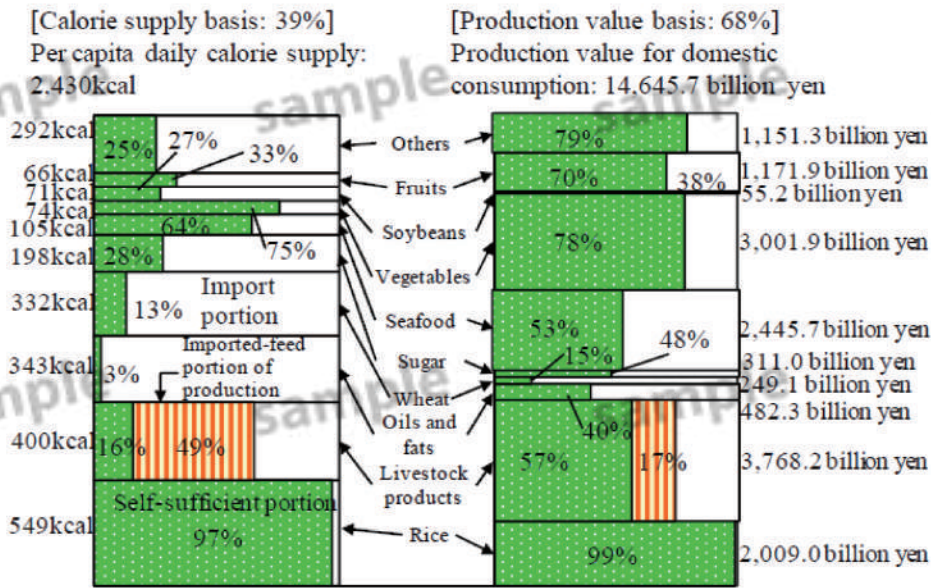 [Calorie supply basis: 39%]
Per capita daily calorie supply:
2.430kcal
[Production value basis: 68%]
Production value for domestic
consumption: 14,645.7 billion yen
sample
sample
sample
292kcal
25%
27%
33%
Others
79%
1,151.3 billion yen
66kcal
Fruits
70%
38%
1,171.9 billion yen
71kcal
55.2 billion yen
74kcal
Soybeans
105kcal
64%
75%
Vegetables
78%
3,001.9 billion yen
198kcal
28%
332kcal
13%
Import
portion
Seafood
53%
48%
2,445.7 billion yen
Sugar
15%
311.0 billion yen
343kcal
3%
Imported-feed
portion of
production
Wheat
249.1 billion yen
sample
sample
sample
Oils and
fats
40%
482.3 billion yen
400kcal
16%
49%
Livestock
products
57%
17%
3,768.2 billion yen
Self-sufficient portion
549kcal
97%
Rice
99%
2,009.0 billion yen